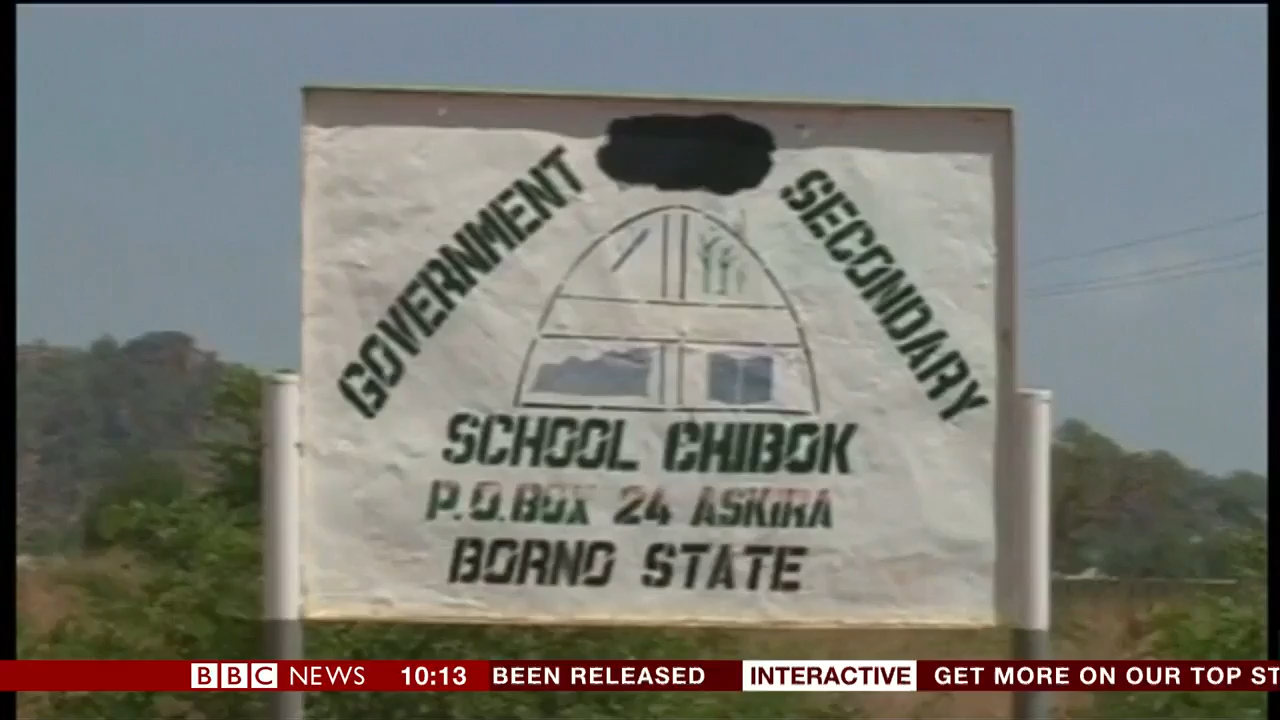 GOVERNMENT
SECONDARY
SCHOOL CHIBOK
P.O.BOX 24 ASKIRA
BORNO STATE
BBC NEWS 10:13 BEEN RELEASED INTERACTIVE GET MORE ON OUR TOP ST